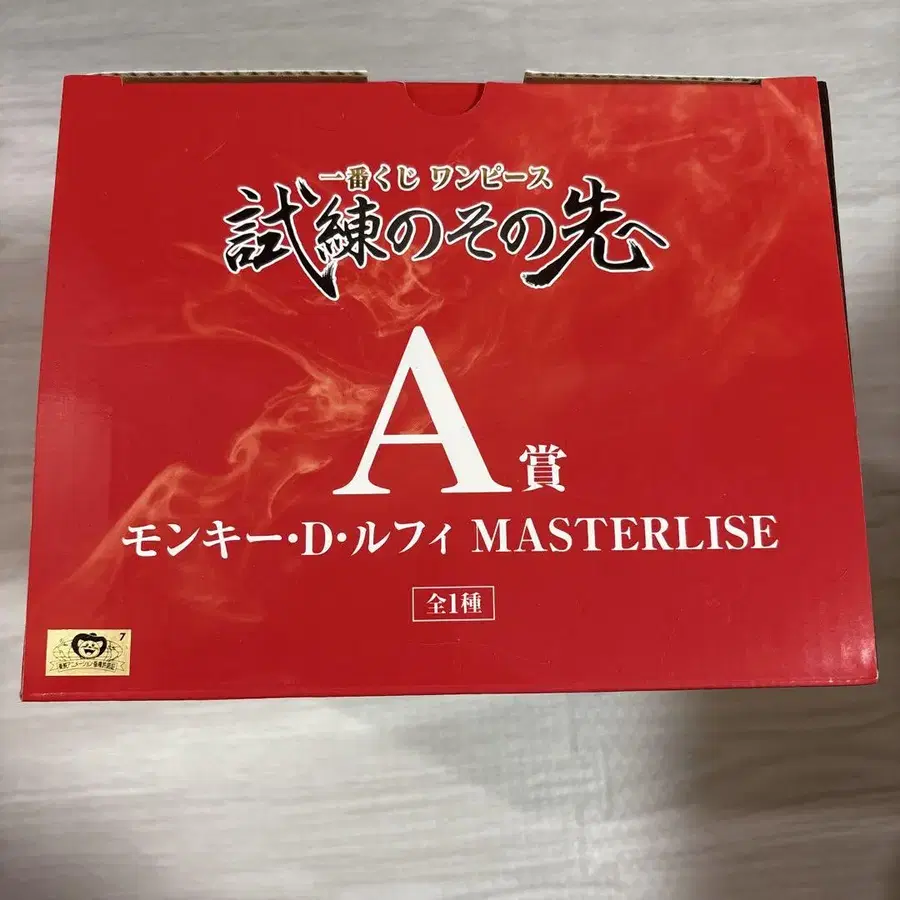 一番くじ ワンピース
試練のその先へ
A賞
モンキー・D・ルフィ MASTERLISE
全1種
7